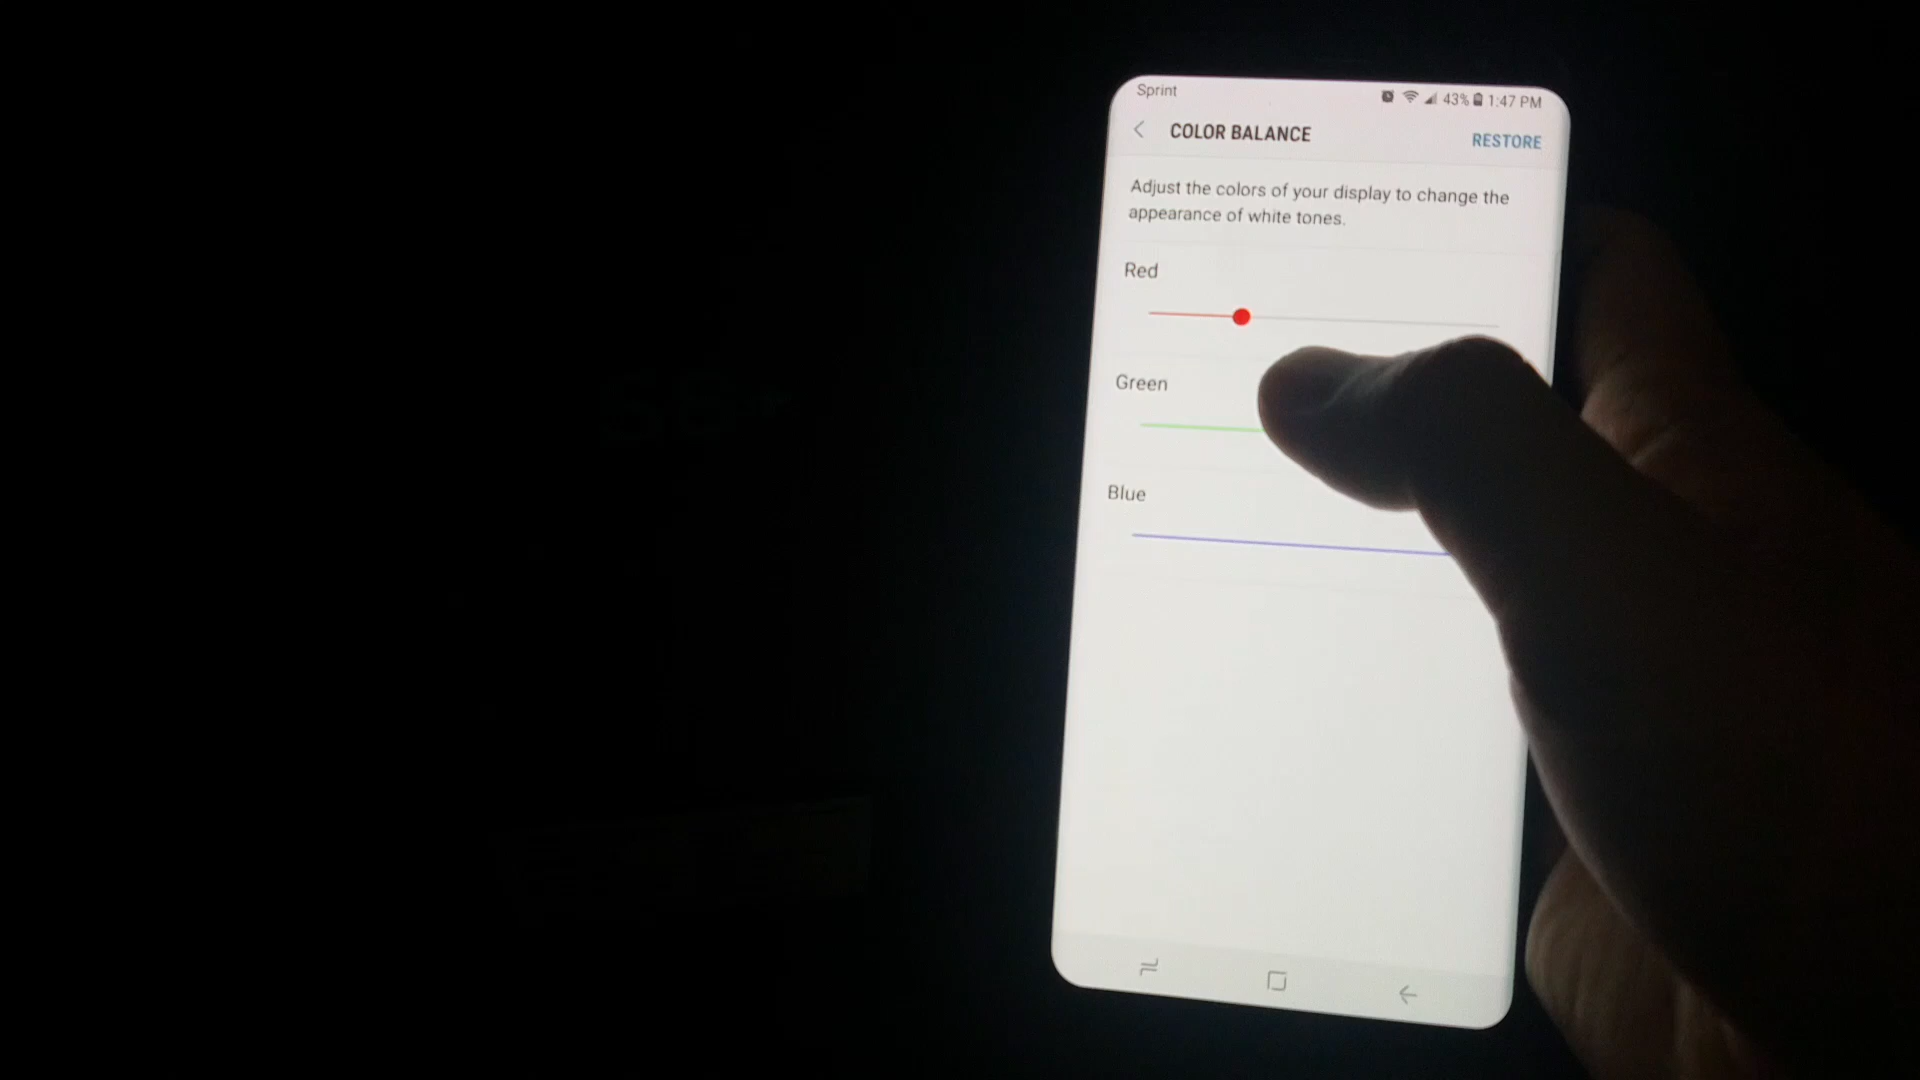 Sprint
43% 1:47 PM
COLOR BALANCE
RESTORE
Adjust the colors of your display to change the
appearance of white tones.
Red
Green
Blue